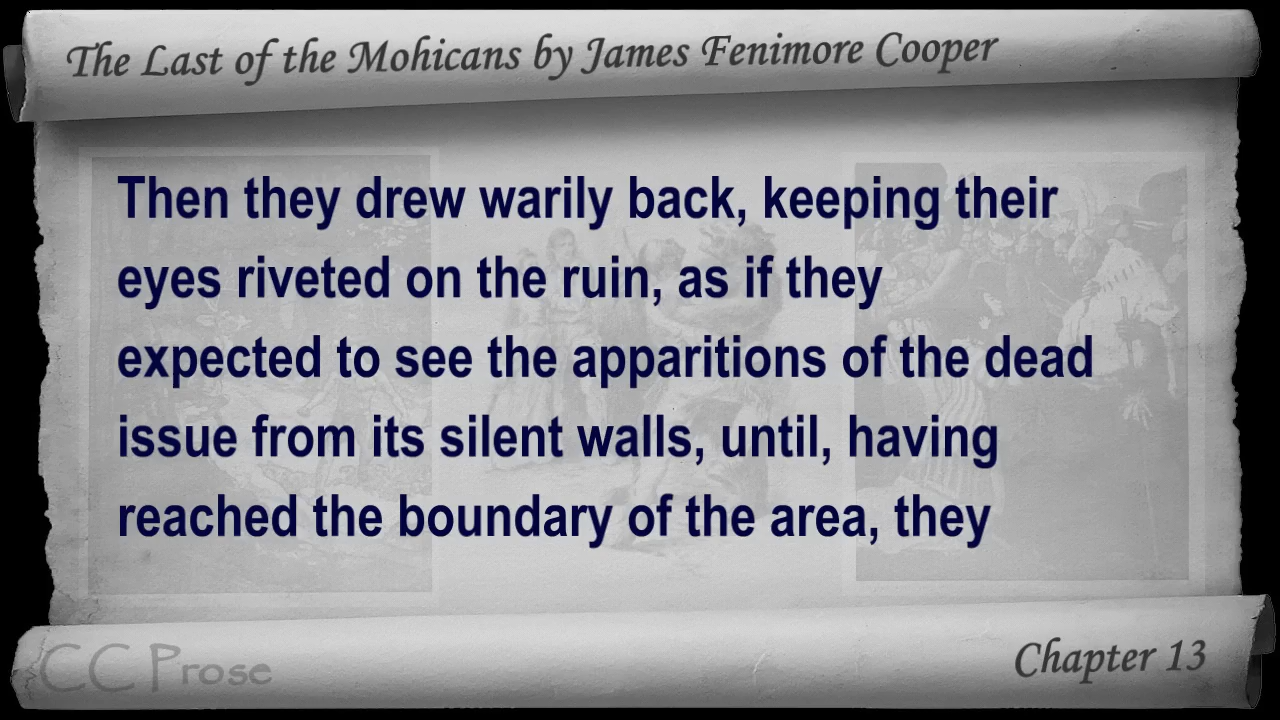 The Last of the Mohicans by James Fenimore Cooper
Then they drew warily back, keeping their
eyes riveted on the ruin, as if they
expected to see the apparitions of the dead
issue from its silent walls, until, having
reached the boundary of the area, they
CC Prose
Chapter 13